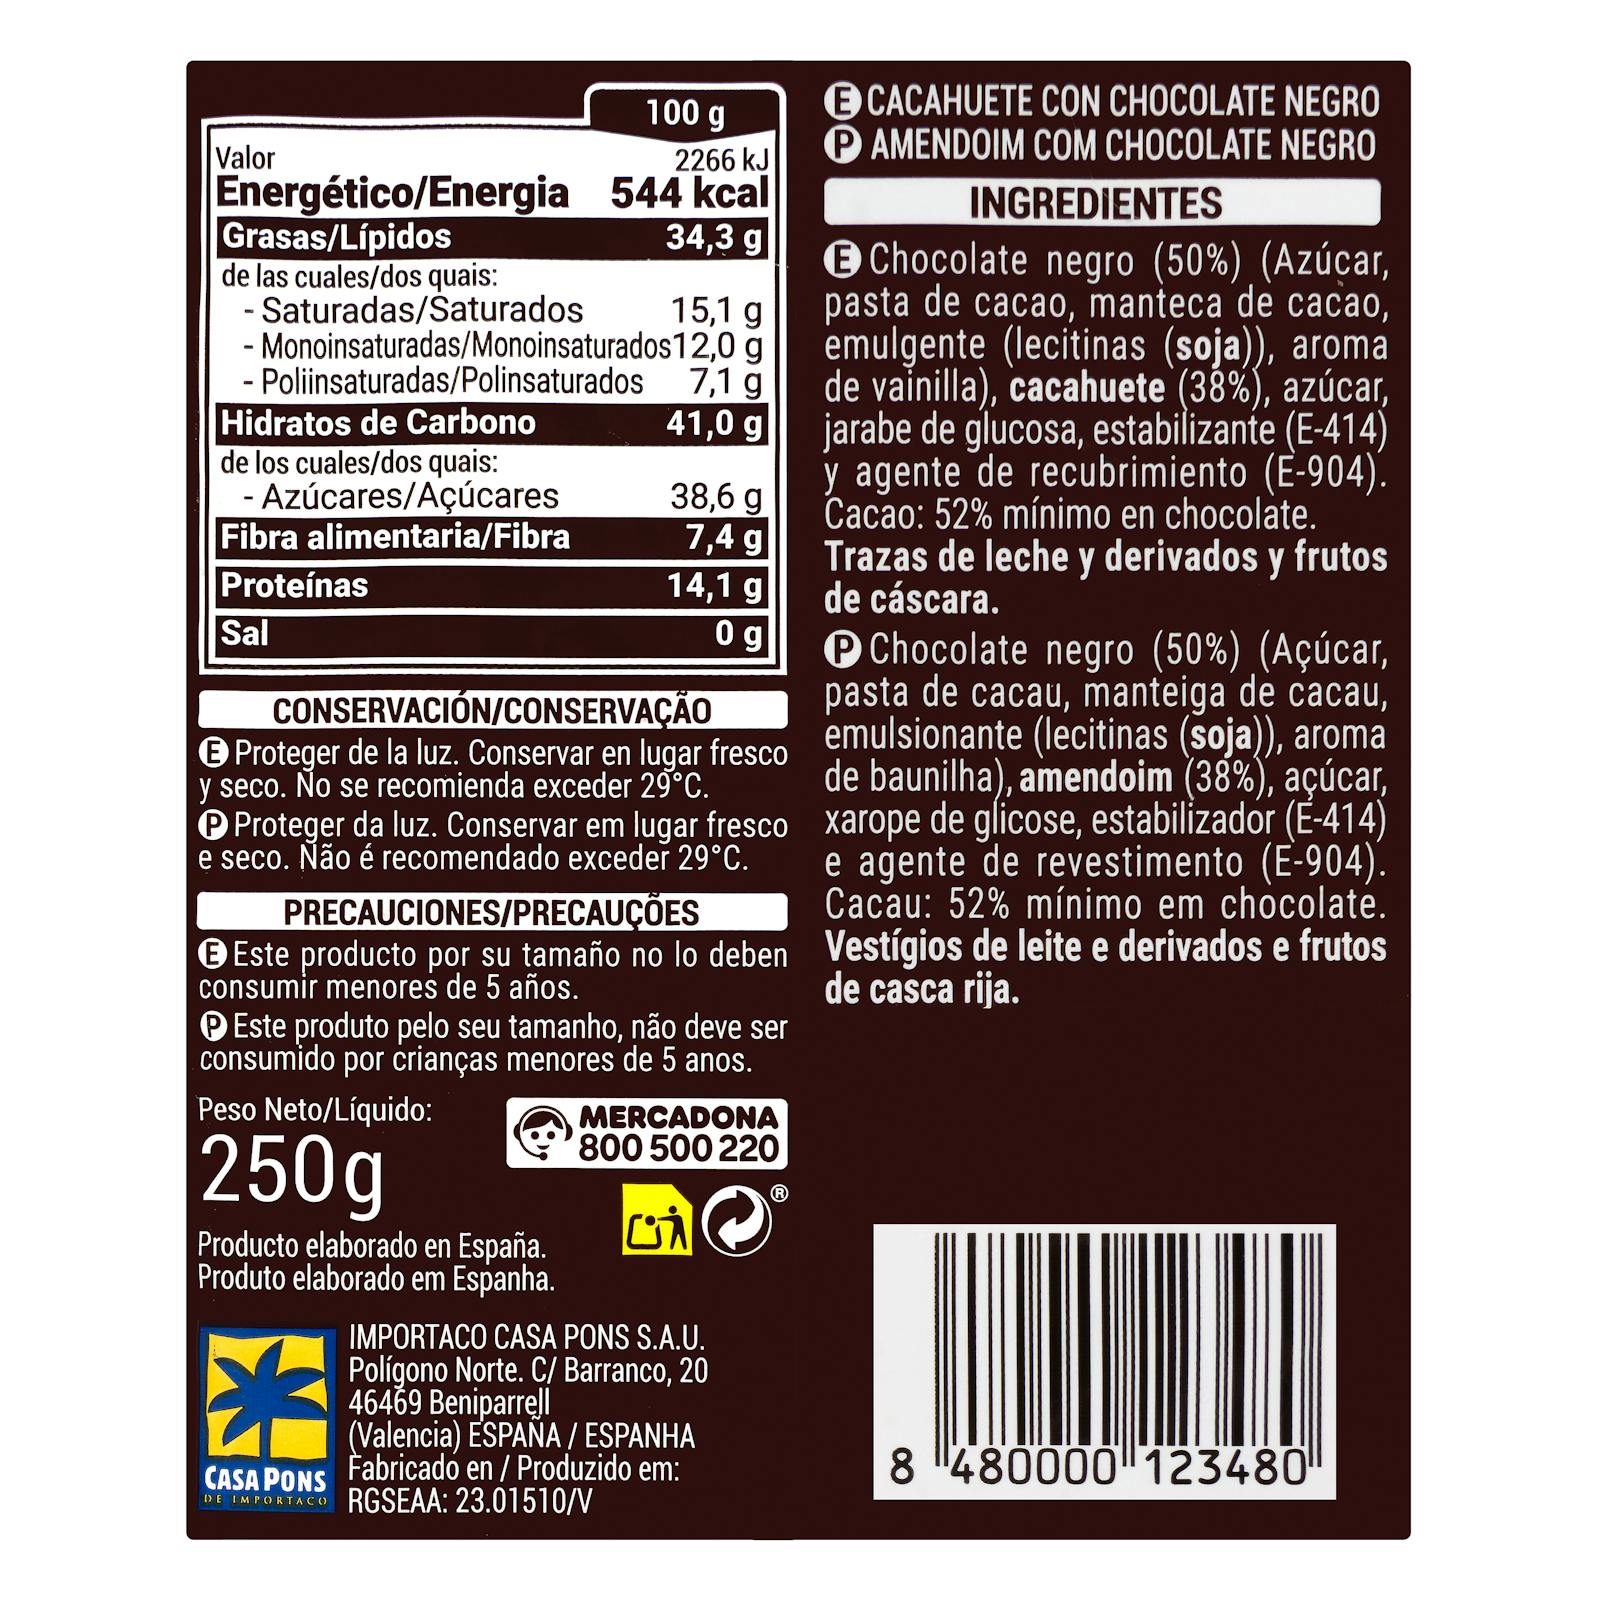 100 g
Valor 2266 kJ
Energético/Energia 544 kcal
Grasas/Lípidos 34,3 g
de las cuales/dos quais:
- Saturadas/Saturados 15,1 g
- Monoinsaturadas/Monoinsaturados 12,0 g
- Poliinsaturadas/Polinsaturados 7,1 g
Hidratos de Carbono 41,0 g
de los cuales/dos quais:
- Azúcares/Açúcares 38,6 g
Fibra alimentaria/Fibra 7,4 g
Proteínas 14,1 g
Sal 0 g
CONSERVACIÓN/CONSERVAÇÃO
E Proteger de la luz. Conservar en lugar fresco
y seco. No se recomienda exceder 29°C.
P Proteger da luz. Conservar em lugar fresco
e seco. Não é recomendado exceder 29°C.
PRECAUCIONES/PRECAUÇÕES
E Este producto por su tamaño no lo deben
consumir menores de 5 años.
P Este produto pelo seu tamanho, não deve ser
consumido por crianças menores de 5 anos.
Peso Neto/Líquido:
250g
MERCADONA
800 500 220
®
Producto elaborado en España.
Produto elaborado em Espanha.
CASA PONS
DE IMPORTACO
IMPORTACO CASA PONS S.A.U.
Polígono Norte. C/ Barranco, 20
46469 Beniparrell
(Valencia) ESPAÑA / ESPANHA
Fabricado en / Produzido em:
RGSEAA: 23.01510/V
E CACAHUETE CON CHOCOLATE NEGRO
P AMENDOIM COM CHOCOLATE NEGRO
INGREDIENTES
E Chocolate negro (50%) (Azúcar,
pasta de cacao, manteca de cacao,
emulgente (lecitinas (soja)), aroma
de vainilla), cacahuete (38%), azúcar,
jarabe de glucosa, estabilizante (E-414)
y agente de recubrimiento (E-904).
Cacao: 52% mínimo en chocolate.
Trazas de leche y derivados y frutos
de cáscara.
P Chocolate negro (50%) (Açúcar,
pasta de cacau, manteiga de cacau,
emulsionante (lecitinas (soja)), aroma
de baunilha), amendoim (38%), açúcar,
xarope de glicose, estabilizador (E-414)
e agente de revestimento (E-904).
Cacau: 52% mínimo em chocolate.
Vestígios de leite e derivados e frutos
de casca rija.
8 480000 123480